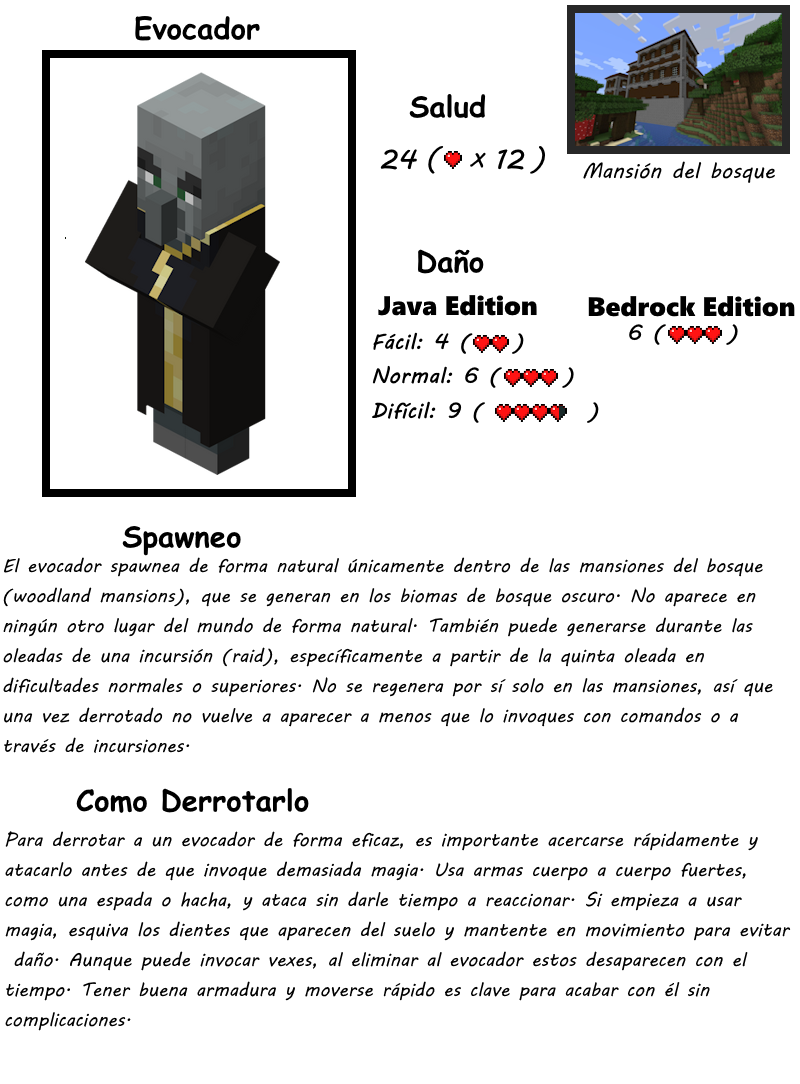 Evocador
Salud
24 ( x 12 )
Mansión del bosque
Daño
Java Edition
Bedrock Edition
6 ( )
Fácil: 4 ( )
Normal: 6 ( )
Difícil: 9 ( )
Spawneo
El evocador spawnea de forma natural únicamente dentro de las mansiones del bosque
(woodland mansions), que se generan en los biomas de bosque oscuro. No aparece en
ningún otro lugar del mundo de forma natural. También puede generarse durante las
oleadas de una incursión (raid), específicamente a partir de la quinta oleada en
dificultades normales o superiores. No se regenera por sí solo en las mansiones, así que
una vez derrotado no vuelve a aparecer a menos que lo invoques con comandos o a
través de incursiones.
Como Derrotarlo
Para derrotar a un evocador de forma eficaz, es importante acercarse rápidamente y
atacarlo antes de que invoque demasiada magia. Usa armas cuerpo a cuerpo fuertes,
como una espada o hacha, y ataca sin darle tiempo a reaccionar. Si empieza a usar
magia, esquiva los dientes que aparecen del suelo y mantente en movimiento para evitar
daño. Aunque puede invocar vexes, al eliminar al evocador estos desaparecen con el
tiempo. Tener buena armadura y moverse rápido es clave para acabar con él sin
complicaciones.